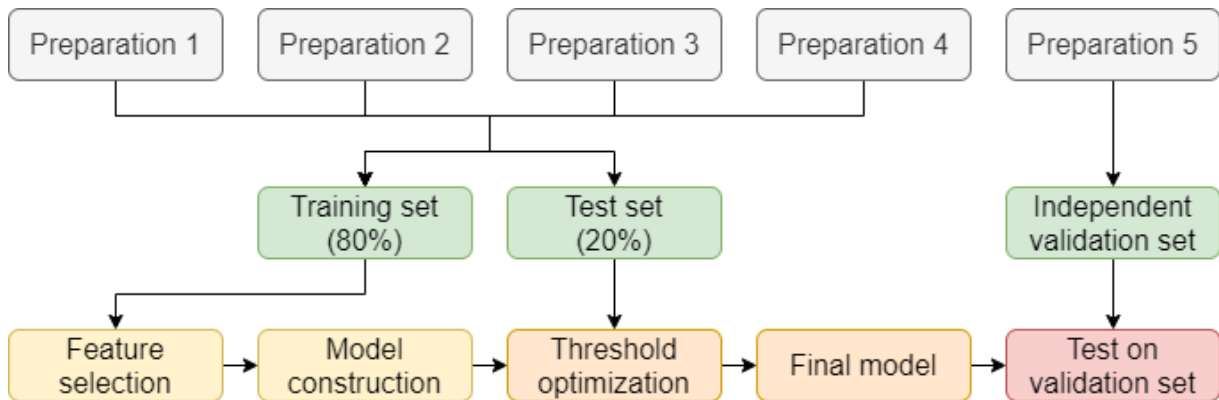 Preparation 1
Preparation 2
Preparation 3
Preparation 4
Preparation 5
Training set
(80%)
Test set
(20%)
Independent
validation set
Feature
selection
Model
construction
Threshold
optimization
Final model
Test on
validation set